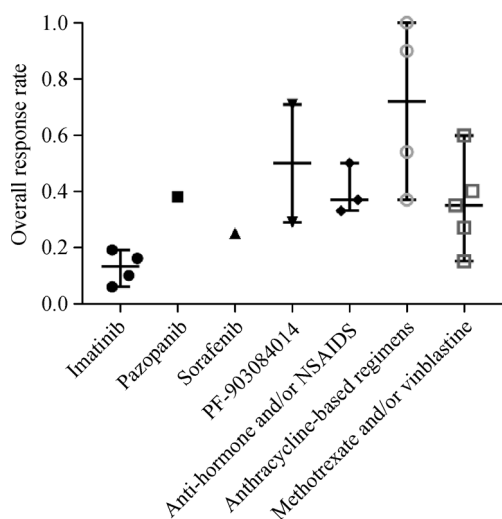 Overall response rate
1.0
0.8
0.6
0.4
0.2
0.0
Imatinib
Pazopanib
Sorafenib
PF-903084014
Anti-hormone and/or NSAIDS
Anthracycline-based regimens
Methotrexate and/or vinblastine